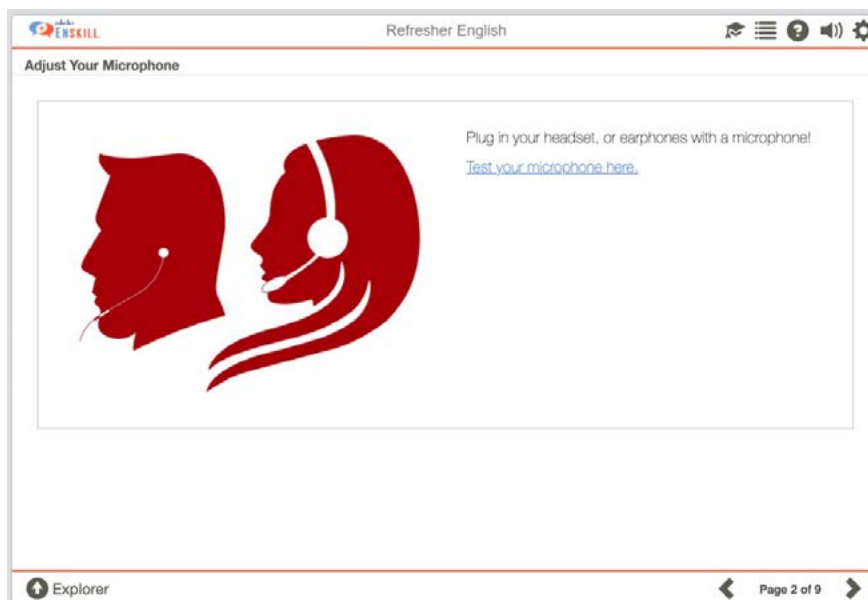 ENSKILL
Refresher English
Adjust Your Microphone
Plug in your headset, or earphones with a microphone!
Test your microphone here.
Explorer
Page 2 of 9